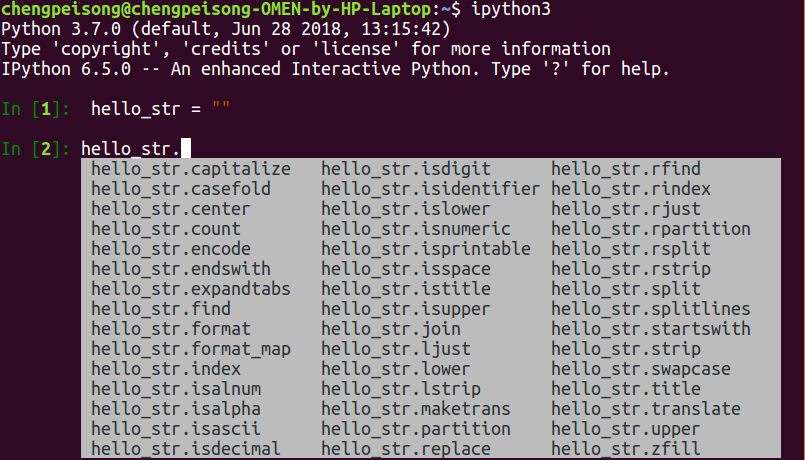 chengpeisong@chengpeisong-OMEN-by-HP-Laptop:~$ ipython3
Python 3.7.0 (default, Jun 28 2018, 13:15:42)
Type 'copyright', 'credits' or 'license' for more information
IPython 6.5.0 -- An enhanced Interactive Python. Type '?' for help.
In [1]:  hello_str = ""
In [2]: hello_str.
hello_str.capitalize hello_str.isdigit hello_str.rfind
hello_str.casefold hello_str.isidentifier hello_str.rindex
hello_str.center hello_str.islower hello_str.rjust
hello_str.count hello_str.isnumeric hello_str.rpartition
hello_str.encode hello_str.isprintable hello_str.rsplit
hello_str.endswith hello_str.isspace hello_str.rstrip
hello_str.expandtabs hello_str.istitle hello_str.split
hello_str.find hello_str.isupper hello_str.splitlines
hello_str.format hello_str.join hello_str.startswith
hello_str.format_map hello_str.ljust hello_str.strip
hello_str.index hello_str.lower hello_str.swapcase
hello_str.isalnum hello_str.lstrip hello_str.title
hello_str.isalpha hello_str.maketrans hello_str.translate
hello_str.isascii hello_str.partition hello_str.upper
hello_str.isdecimal hello_str.replace hello_str.zfill